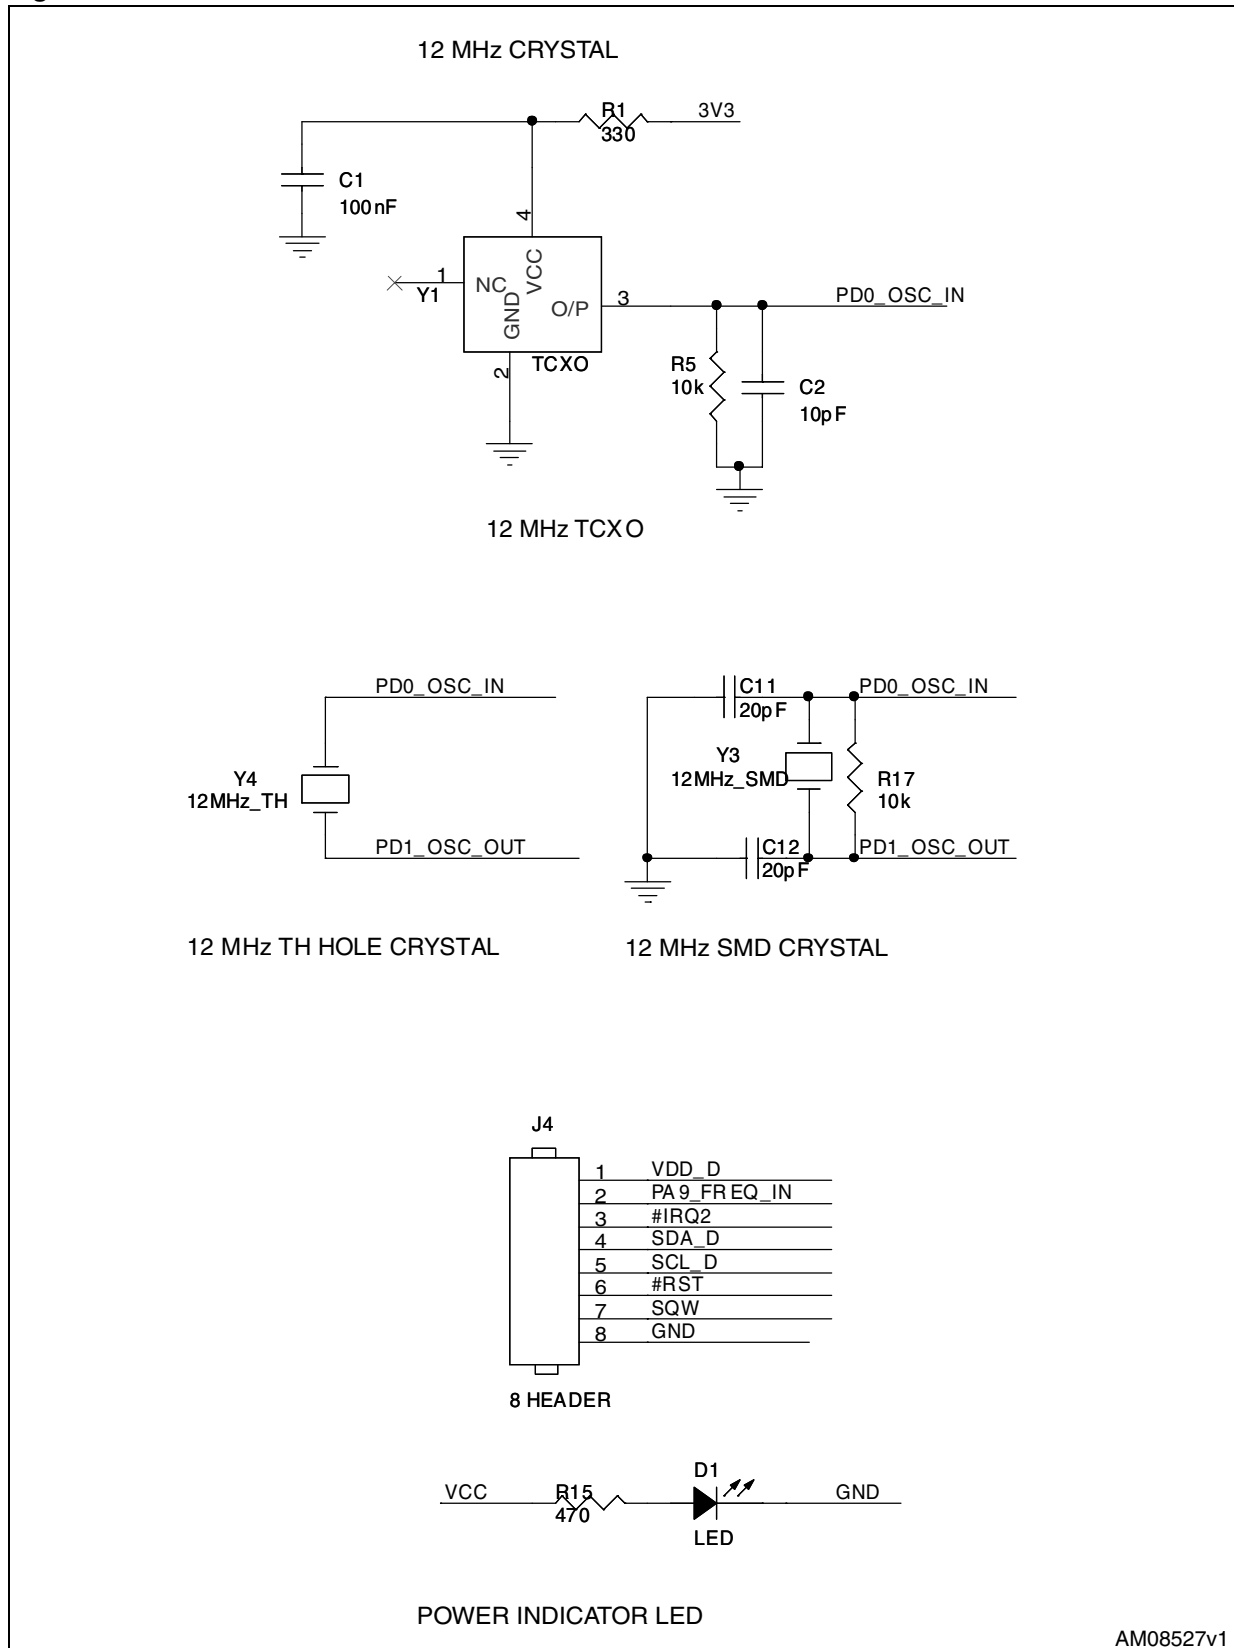 12 MHz CRYSTAL
R1
330
3V3
C1
100nF
4
1
Y1
NC
GND
VCC
O/P
3
PD0_OSC_IN
TCXO
2
R5
10k
C2
10pF
12 MHz TCXO
PD0_OSC_IN
Y4
12MHz_TH
PD1_OSC_OUT
12 MHz TH HOLE CRYSTAL
C11
20pF
PD0_OSC_IN
Y3
12MHz_SMD
R17
10k
C12
20pF
PD1_OSC_OUT
12 MHz SMD CRYSTAL
J4
1 VDD_D
2 PA9_FREQ_IN
3 #IRQ2
4 SDA_D
5 SCL_D
6 #RST
7 SQW
8 GND
8 HEADER
VCC
R15
470
D1
LED
GND
POWER INDICATOR LED
AM08527v1